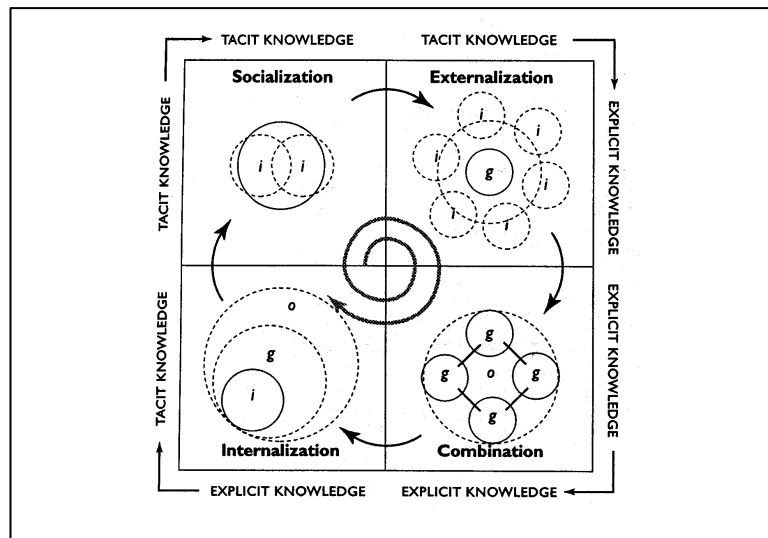 TACIT KNOWLEDGE
TACIT KNOWLEDGE
TACIT KNOWLEDGE
EXPLICIT KNOWLEDGE
Socialization
Externalization
i
i
i
i
i
i
i
i
g
TACIT KNOWLEDGE
EXPLICIT KNOWLEDGE
o
g
i
g
g
o
g
g
Internalization
Combination
EXPLICIT KNOWLEDGE
EXPLICIT KNOWLEDGE